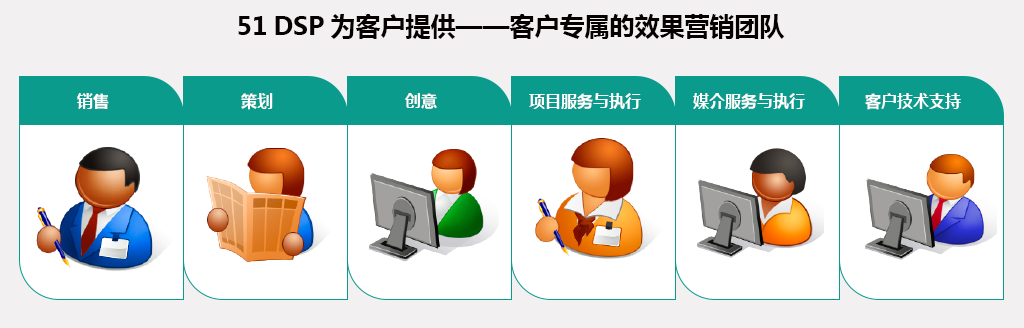 51 DSP 为客户提供——客户专属的效果营销团队
销售
策划
创意
项目服务与执行
媒介服务与执行
客户技术支持